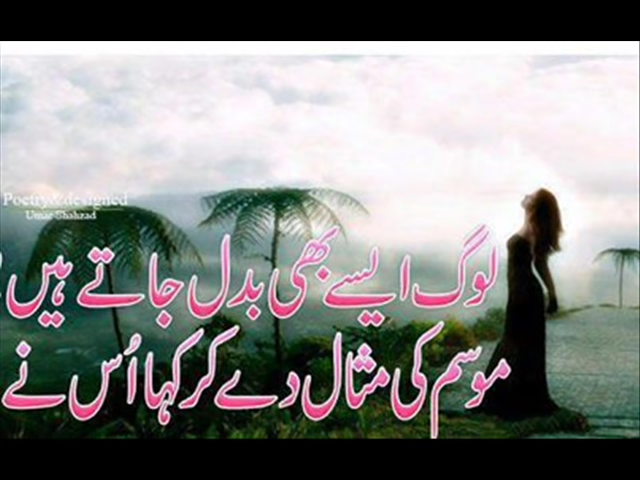 Poetry&designed
Umar Shahzad
لوگ ایسے بھی بدل جاتے ہیں
موسم کی مثال دے کر کہا اُس نے